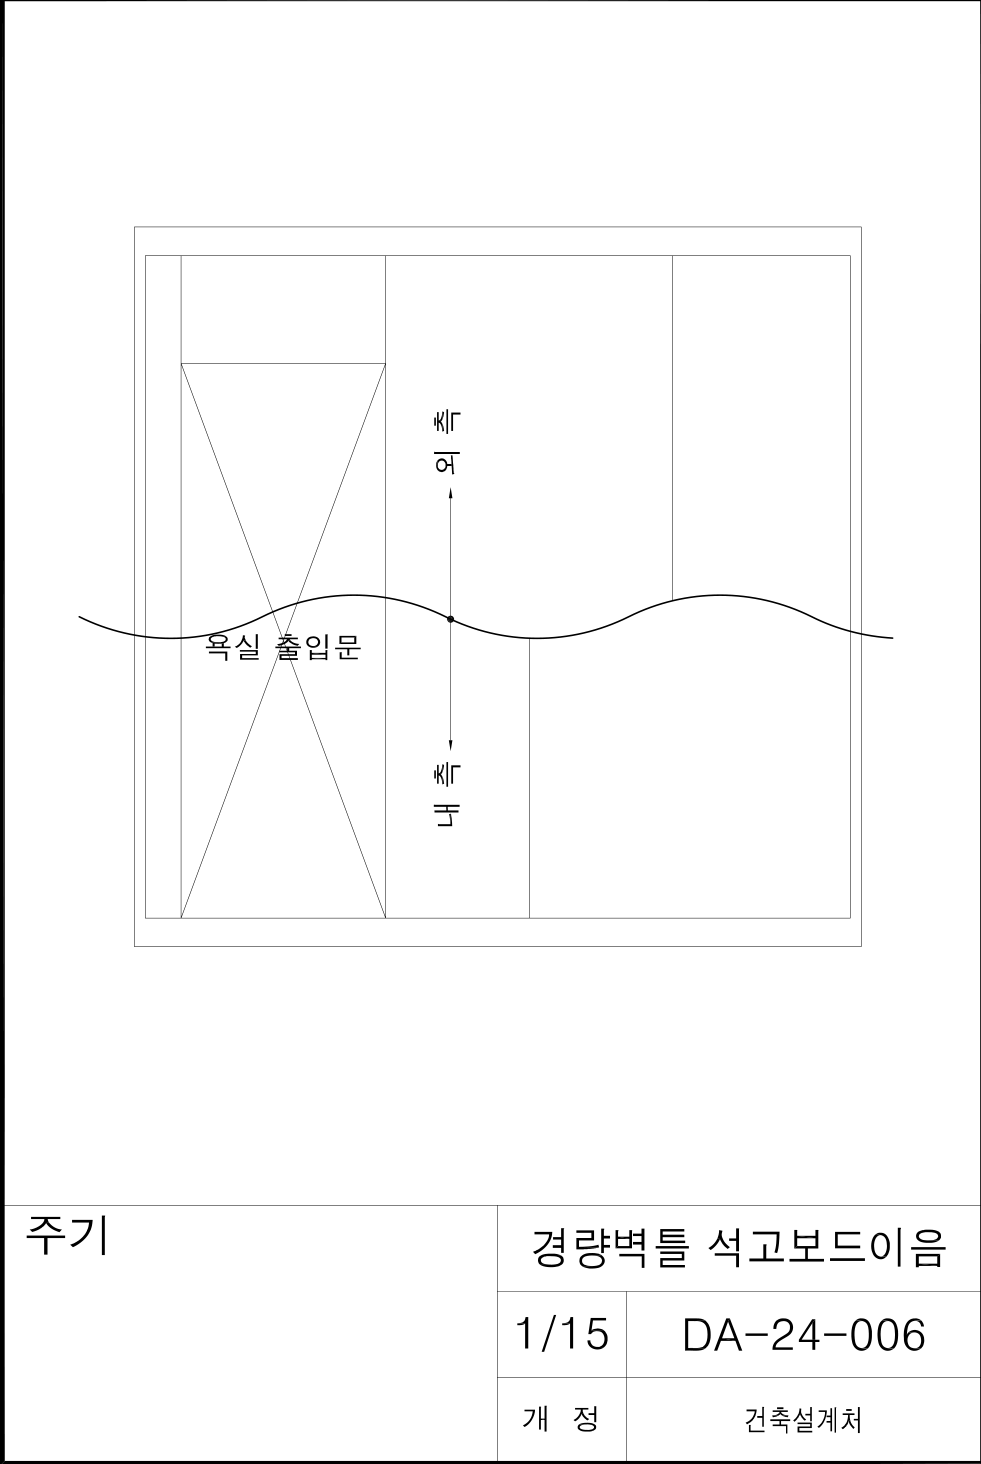 외 측
욕실 출입문
내 측
주기
경량벽틀 석고보드이음
1/15
DA-24-006
개 정
건축설계처